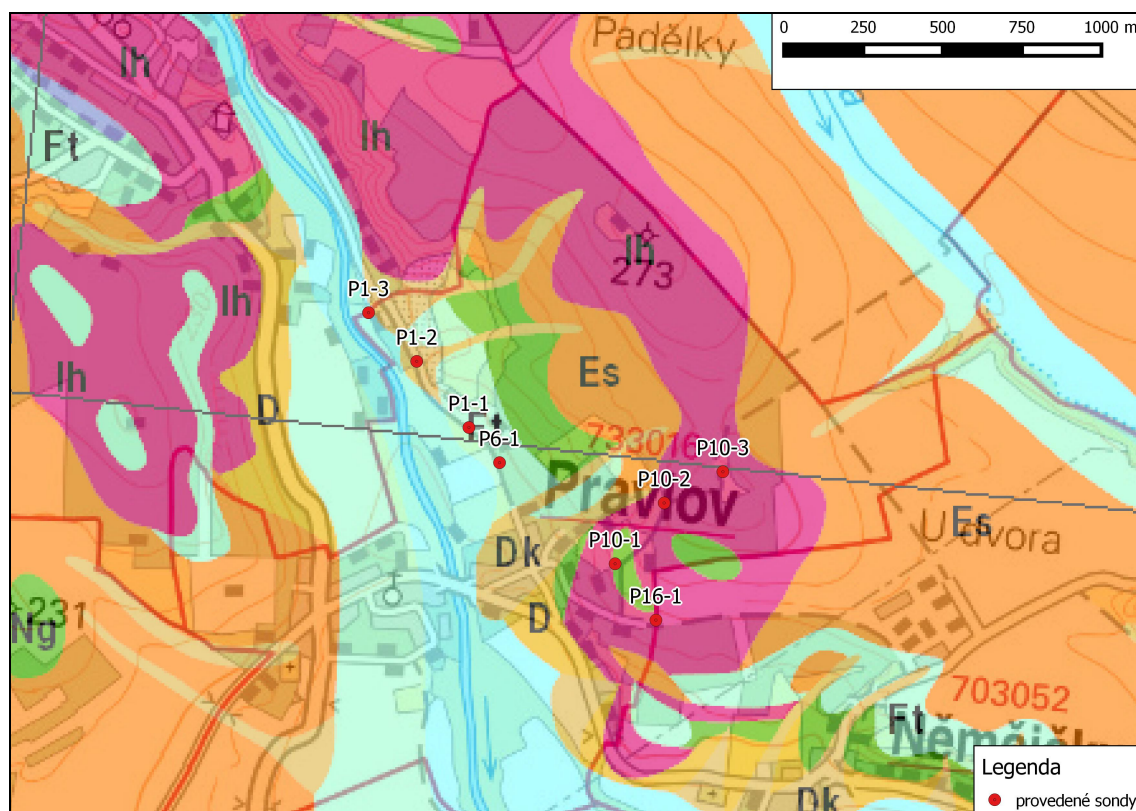 0 250 500 750 1000 m
Padělky
Ih
Ft
Ih
Ih
273
P1-3
Ih
P1-2
Ih
Es
D
P1-1
Ft
733016
P6-1
P10-3
P10-2
Pravlov
Es
U dvora
Dk
P10-1
P16-1
231
D
Ng
703052
Ft
Legenda
provedené sondy
Dk